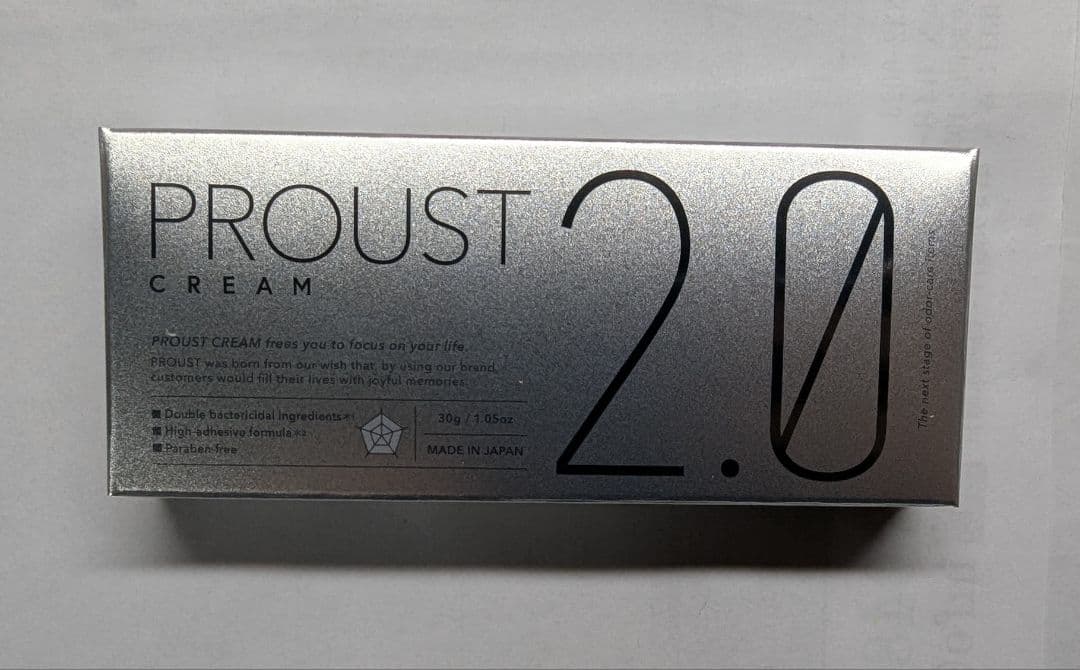 PROUST
CREAM
2.0
PROUST CREAM frees you to focus on your life.
PROUST was born from our wish that, by using our brand,
customers would fill their lives with joyful memories.
■ Double bactericidal ingredients※1
■ High-adhesive formula※2
■ Paraben-free
30g / 1.05oz
MADE IN JAPAN
The next stage of odor-care items